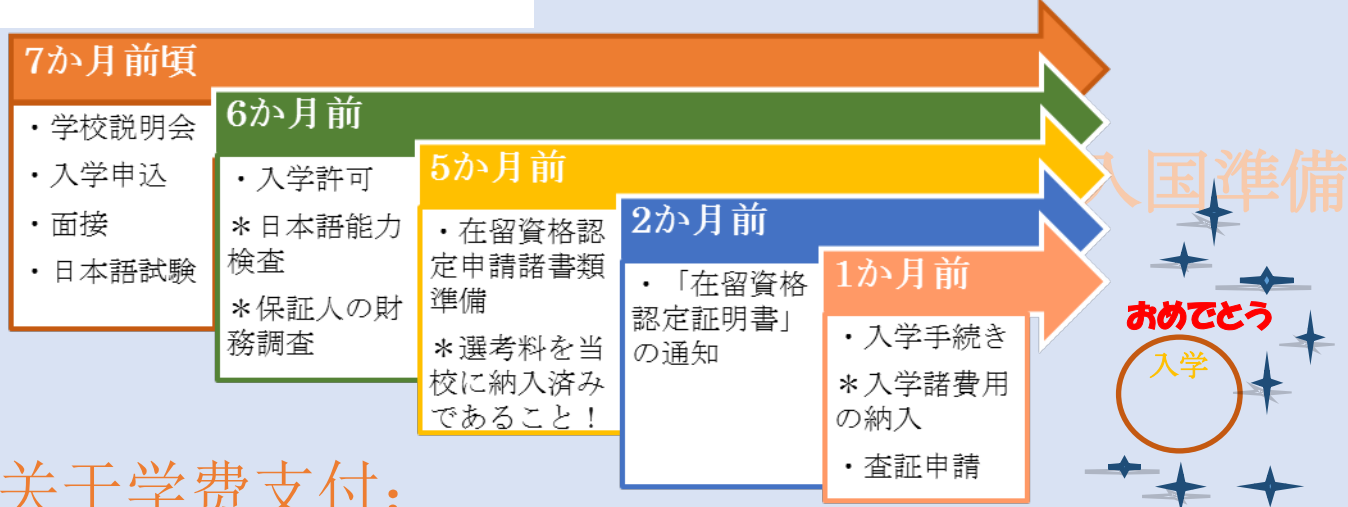 7か月前頃
・学校説明会
・入学申込
・面接
・日本語試験
6か月前
・入学許可
＊日本語能力
検査
＊保証人の財
務調査
5か月前
・在留資格認
定申請諸書類
準備
＊選考料を当
校に納入済み
であること！
2か月前
・「在留資格
認定証明書」
の通知
1か月前
・入学手続き
＊入学諸費用
の納入
・査証申請
入国準備
おめでとう
入学
关于学费支付：